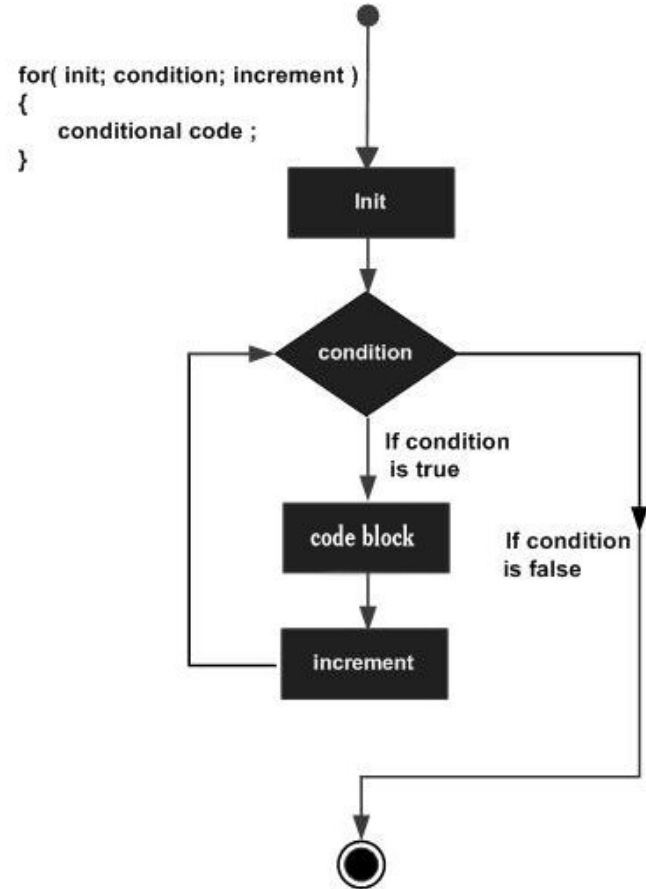 for( init; condition; increment )
{
conditional code ;
}
Init
condition
If condition
is true
code block
If condition
is false
increment